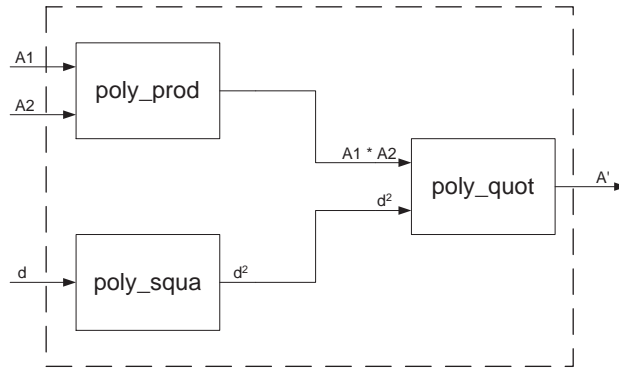 A1
poly_prod
A2
A1 * A2
poly_quot
A'
d²
d
poly_squa
d²